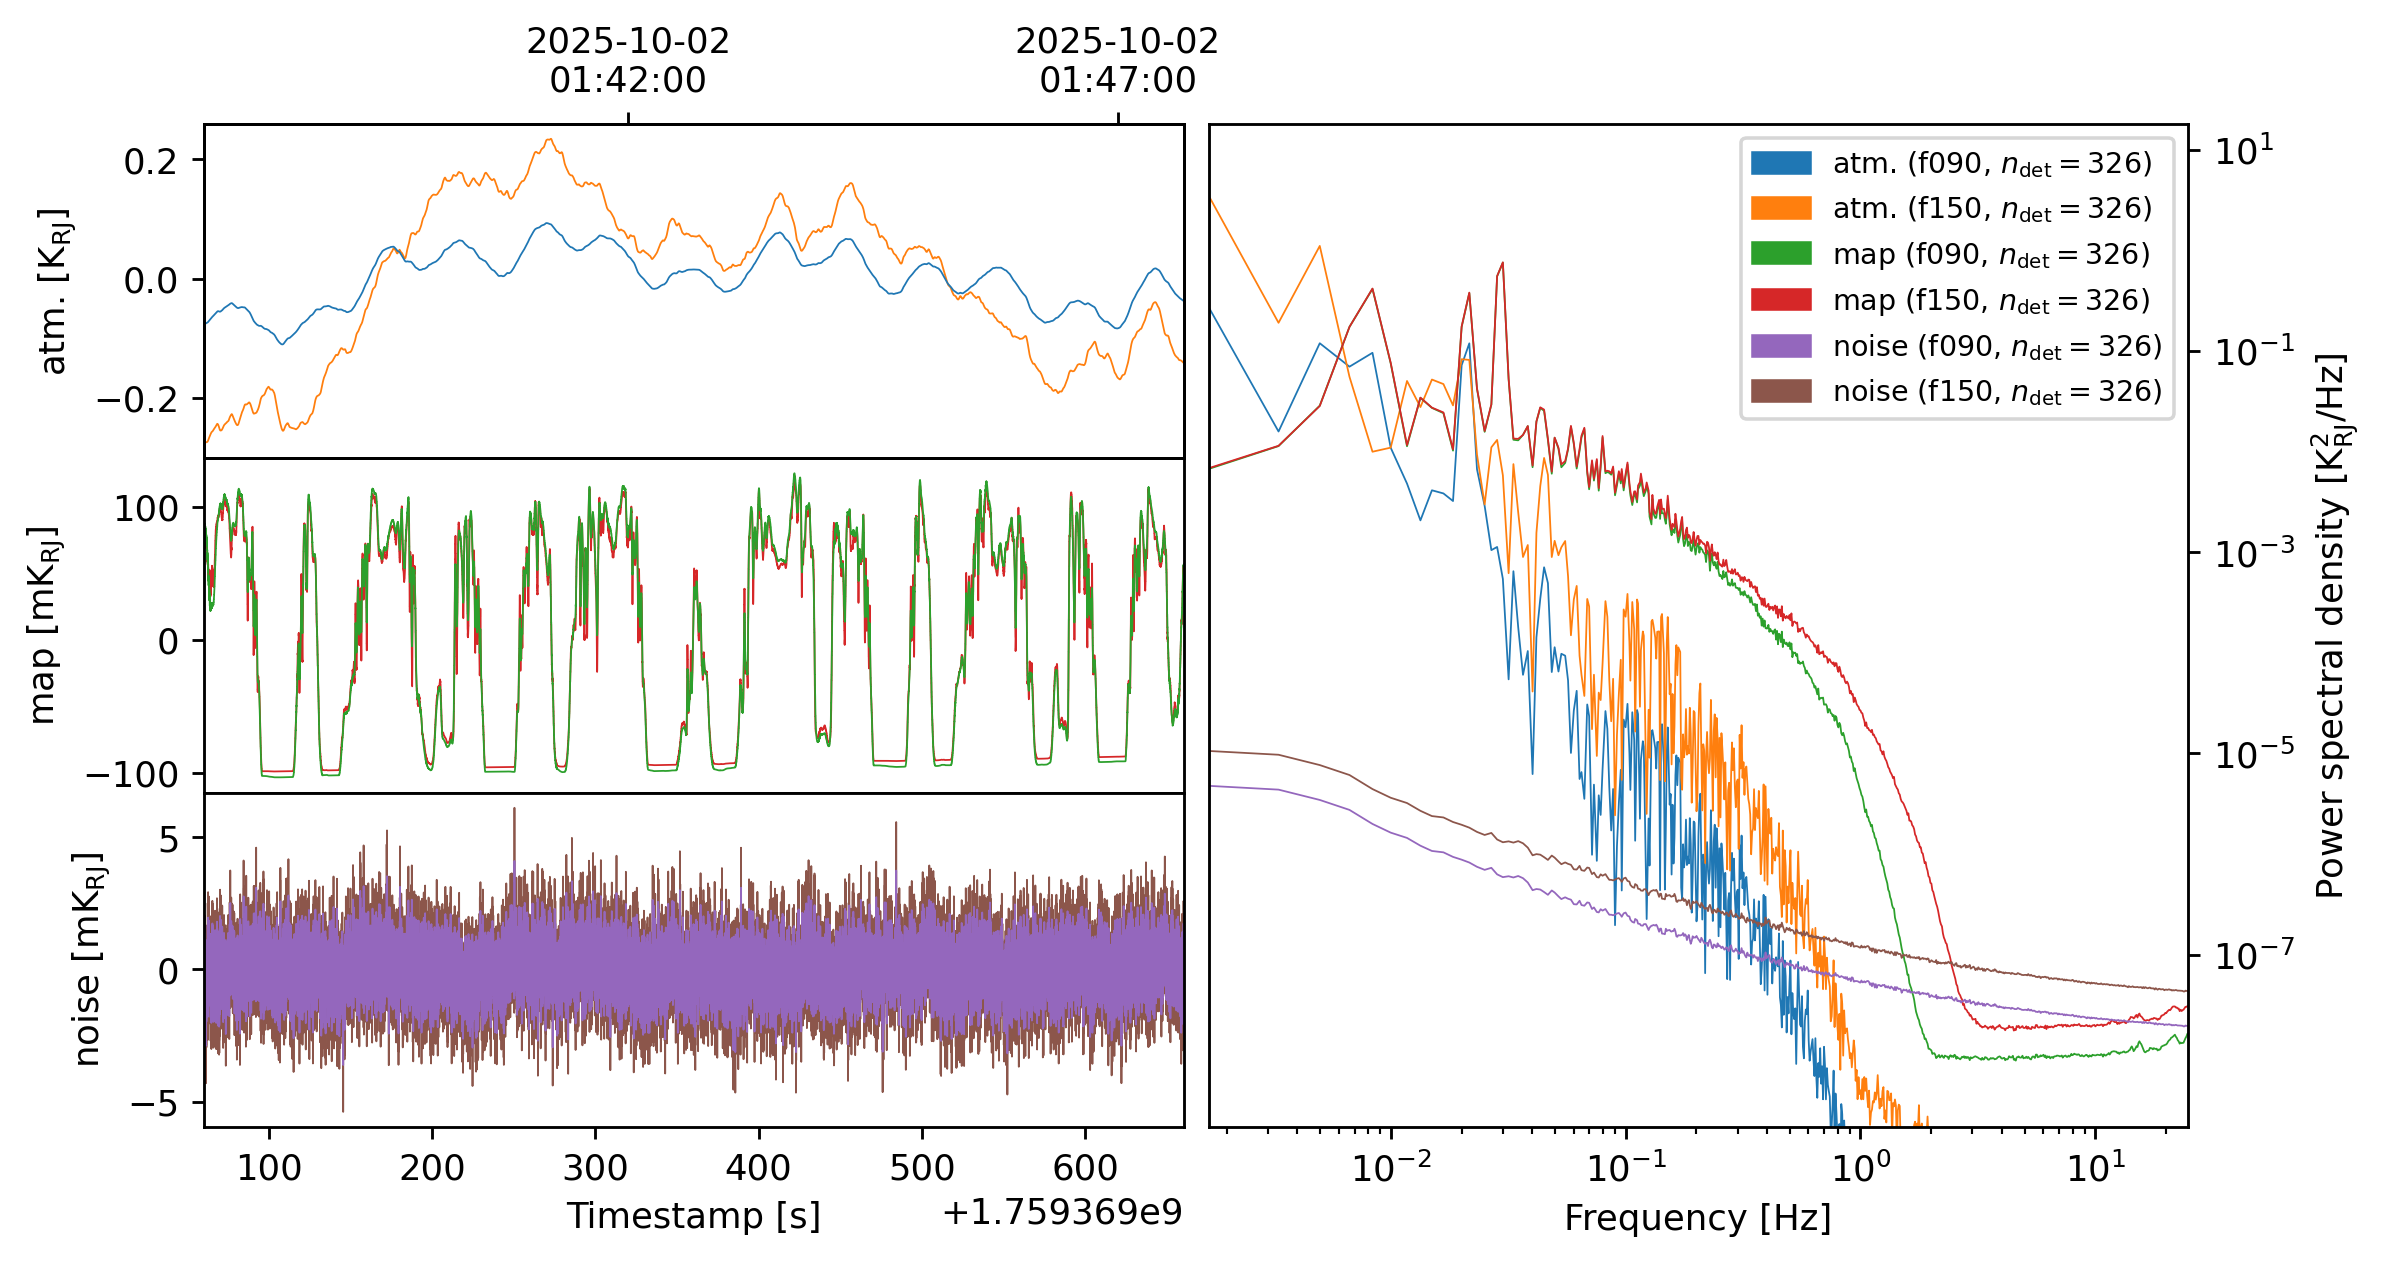 2025-10-02
01:42:00
2025-10-02
01:47:00
0.2
0.0
−0.2
atm. [K_RJ]
100
0
−100
map [mK_RJ]
5
0
−5
noise [mK_RJ]
100 200 300 400 500 600
Timestamp [s]
+1.759369e9
atm. (f090, n_det = 326)
atm. (f150, n_det = 326)
map (f090, n_det = 326)
map (f150, n_det = 326)
noise (f090, n_det = 326)
noise (f150, n_det = 326)
10^1
10^−1
10^−3
10^−5
10^−7
Power spectral density [K^2_RJ/Hz]
10^−2 10^−1 10^0 10^1
Frequency [Hz]